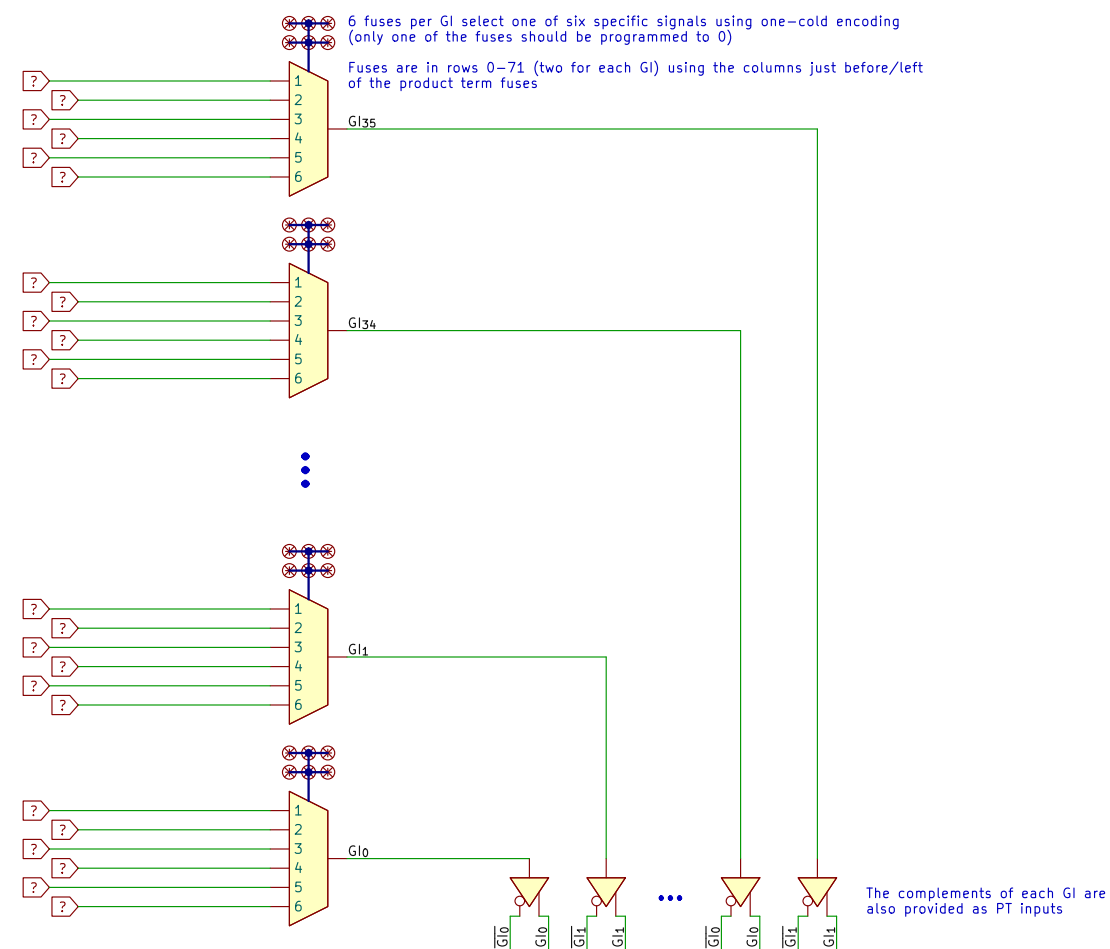 6 fuses per GI select one of six specific signals using one-cold encoding
(only one of the fuses should be programmed to 0)
Fuses are in rows 0-71 (two for each GI) using the columns just before/left
of the product term fuses
? 1
? 2
? 3
? 4
? 5
? 6
GI35
? 1
? 2
? 3
? 4
? 5
? 6
GI34
? 1
? 2
? 3
? 4
? 5
? 6
GI1
? 1
? 2
? 3
? 4
? 5
? 6
GI0
The complements of each GI are
also provided as PT inputs
GI0 GI0 GI1 GI1 GI0 GI0 GI1 GI1